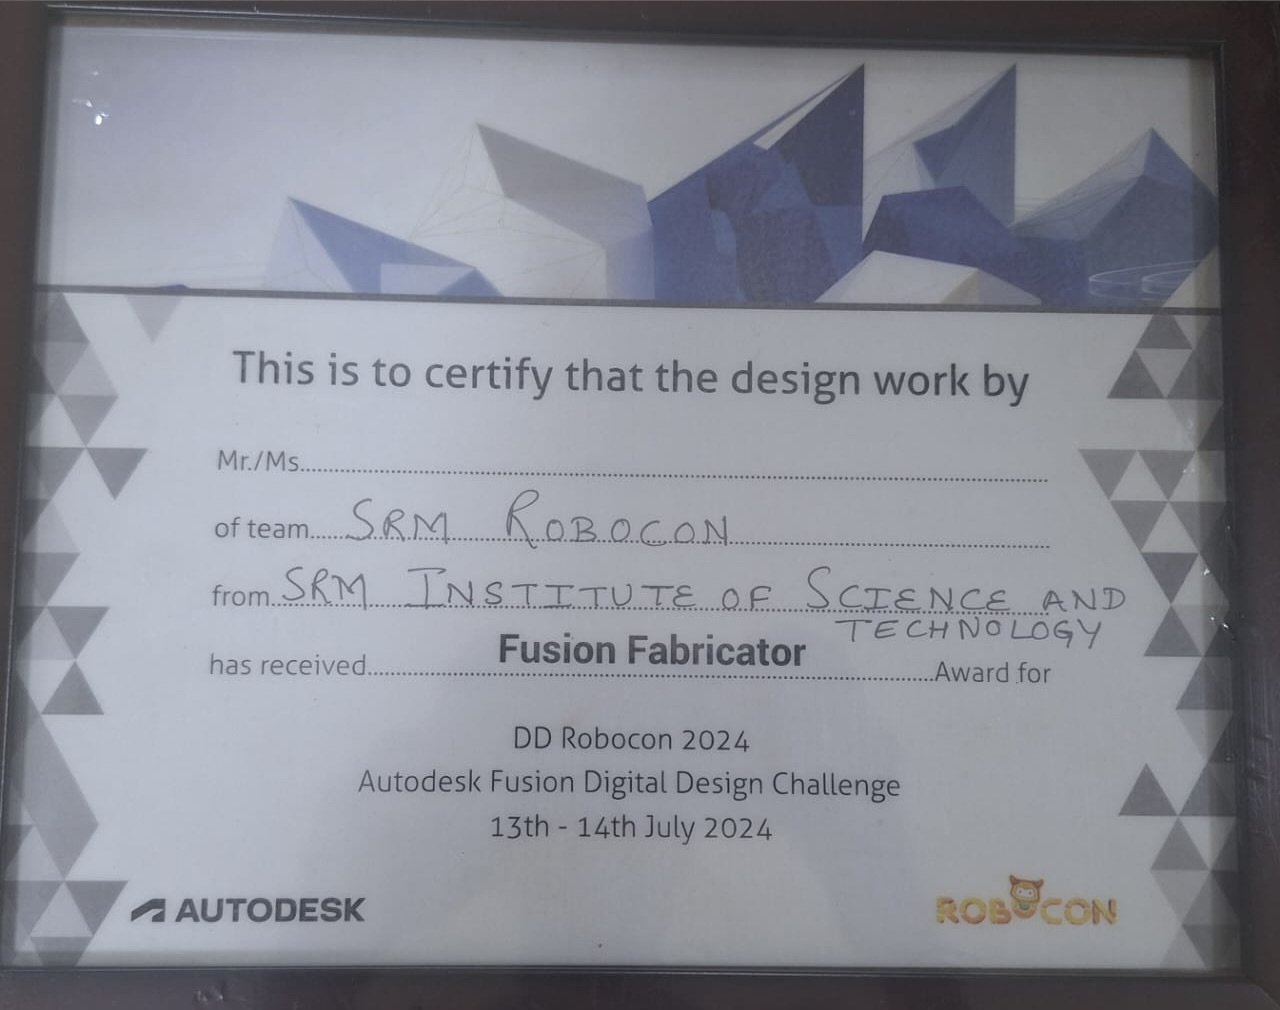 This is to certify that the design work by
Mr./Ms........................................................................................................
of team......SRM ROBOCON......................................................
from..SRM INSTITUTE OF SCIENCE AND
TECHNOLOGY
has received..................Fusion Fabricator..................Award for
DD Robocon 2024
Autodesk Fusion Digital Design Challenge
13th - 14th July 2024
AUTODESK
ROBOCON